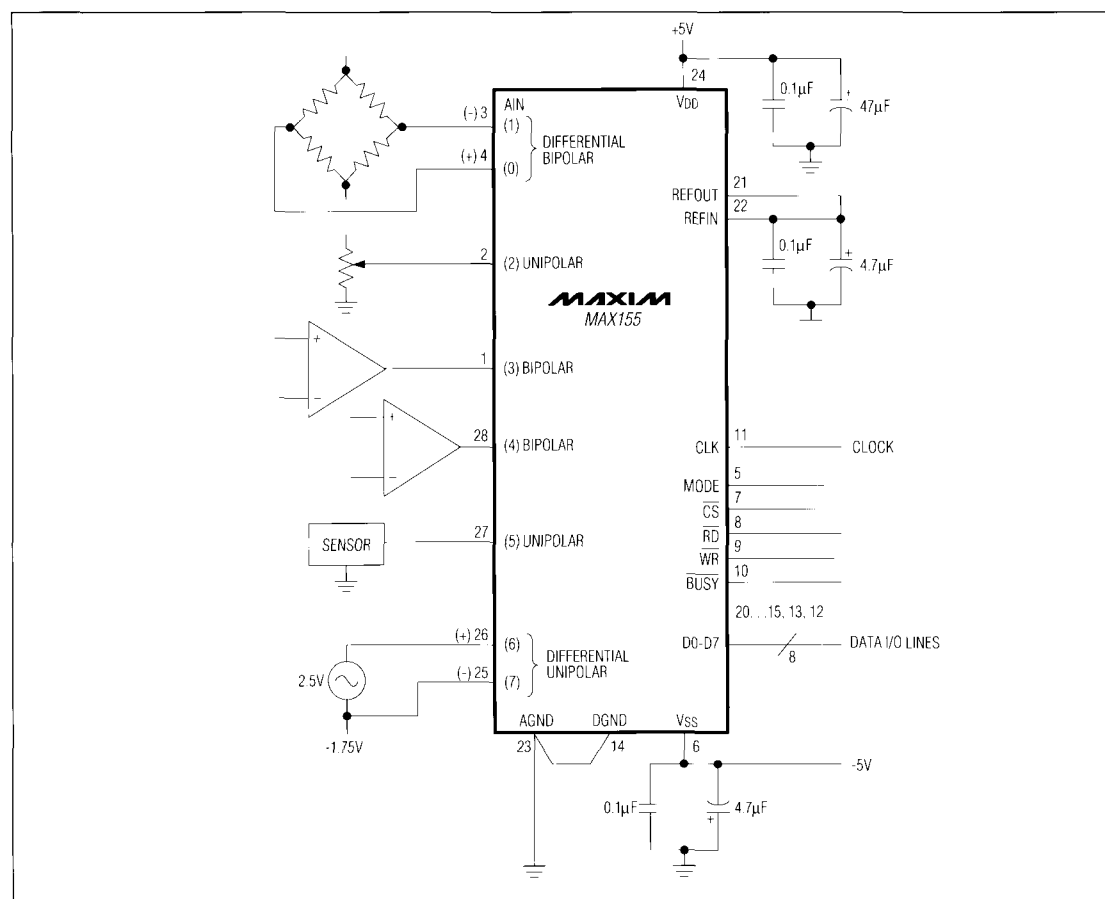 +5V
24
VDD
0.1µF
+
47µF
AIN
(-) 3
(1)
(+) 4
(0)
DIFFERENTIAL
BIPOLAR
21
REFOUT
22
REFIN
0.1µF
+
4.7µF
2
(2) UNIPOLAR
MAXIM
MAX155
+
-
1
(3) BIPOLAR
+
-
28
(4) BIPOLAR
CLK
11
CLOCK
MODE
5
CS
7
RD
8
WR
9
BUSY
10
SENSOR
27
(5) UNIPOLAR
20. . .15, 13, 12
D0-D7
8
DATA I/O LINES
2.5V
(+) 26
(6)
(-) 25
(7)
DIFFERENTIAL
UNIPOLAR
-1.75V
AGND
23
DGND
14
VSS
6
-5V
0.1µF
+
4.7µF